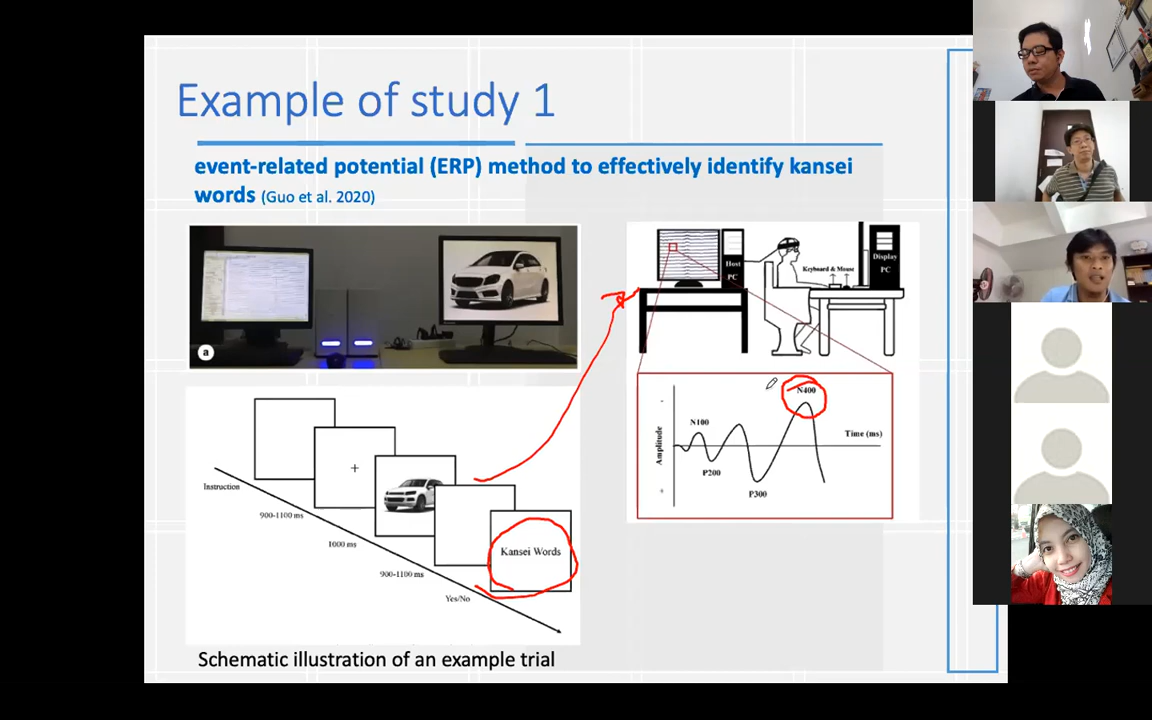 Example of study 1
event-related potential (ERP) method to effectively identify kansei
words (Guo et al. 2020)
a
Host
PC
Keyboard & Mouse
Display
PC
N400
N100
Time (ms)
Amplitude
P200
P300
+
Kansei Words
Instruction
900-1100 ms
1000 ms
900-1100 ms
Yes/No
Schematic illustration of an example trial